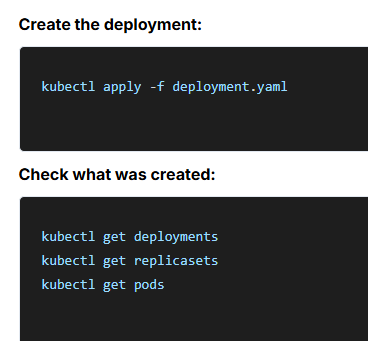 Create the deployment:
kubectl apply -f deployment.yaml
Check what was created:
kubectl get deployments
kubectl get replicasets
kubectl get pods